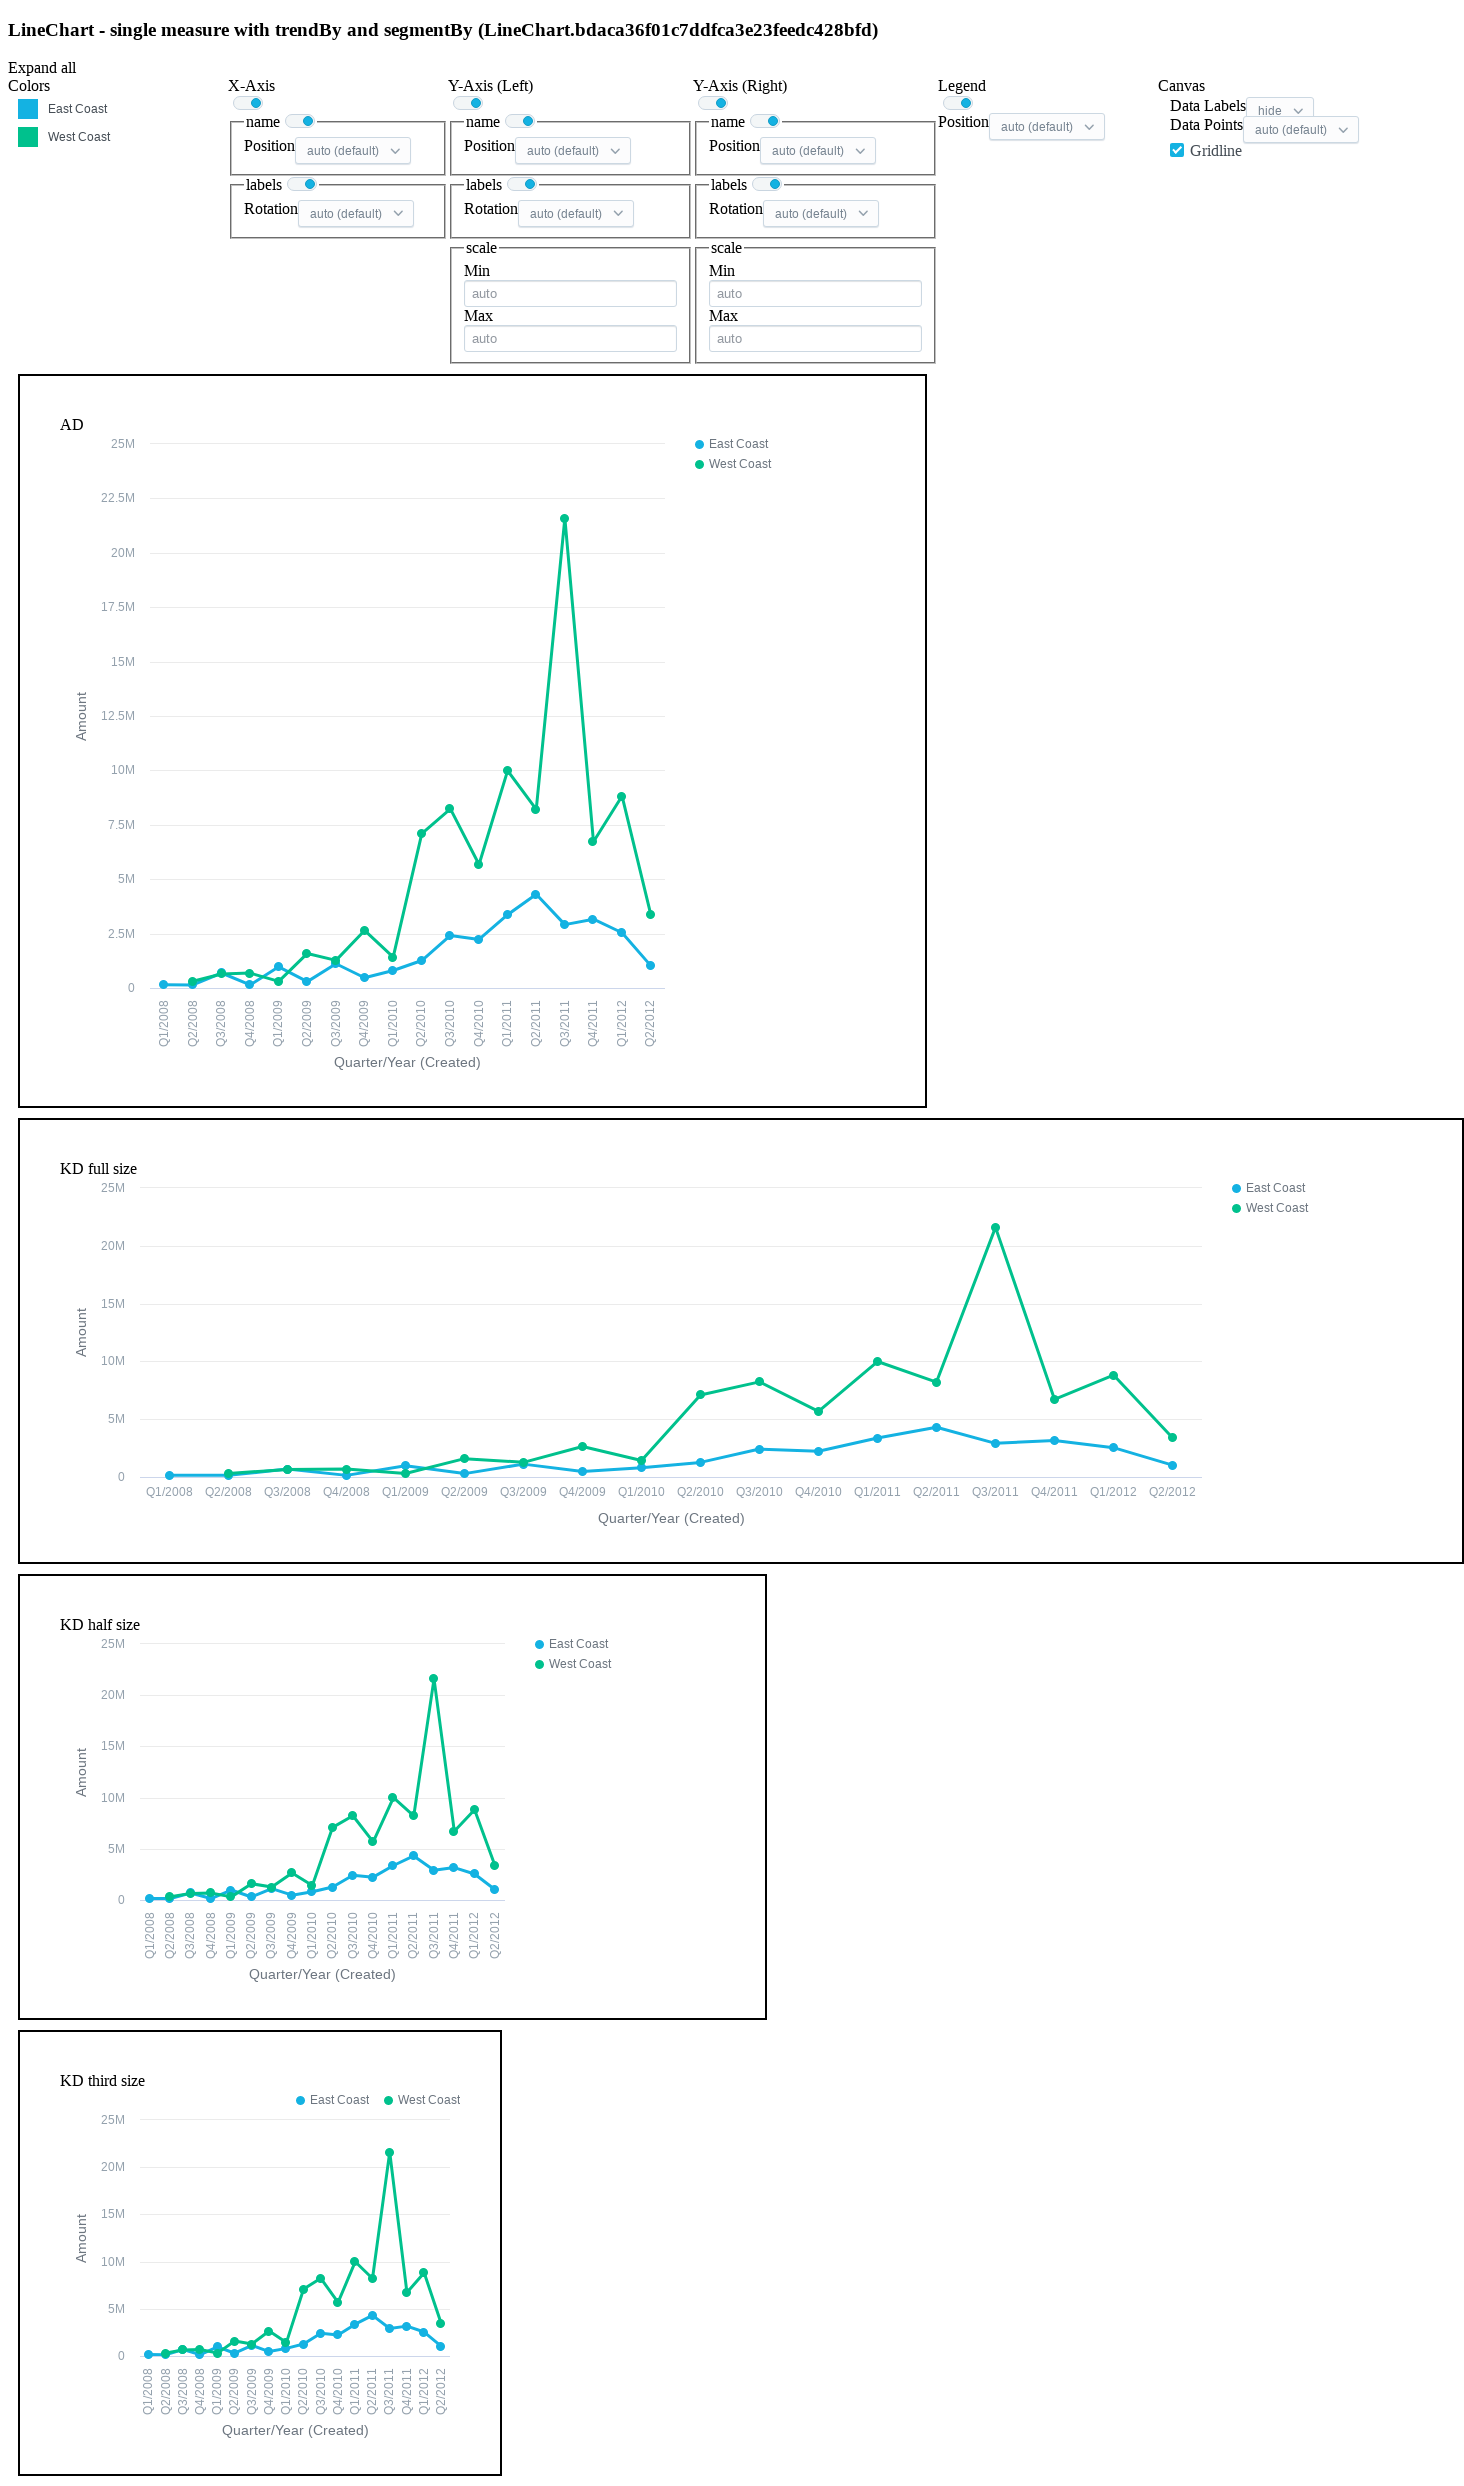 LineChart - single measure with trendBy and segmentBy (LineChart.bdaca36f01c7ddfca3e23feedc428bfd)
Expand all
Colors
East Coast
West Coast
X-Axis
name
Position auto (default)
labels
Rotation auto (default)
Y-Axis (Left)
name
Position auto (default)
labels
Rotation auto (default)
scale
Min
auto
Max
auto
Y-Axis (Right)
name
Position auto (default)
labels
Rotation auto (default)
scale
Min
auto
Max
auto
Legend
Position auto (default)
Canvas
Data Labels hide
Data Points auto (default)
Gridline
AD
25M
22.5M
20M
17.5M
15M
12.5M
10M
7.5M
5M
2.5M
0
Amount
Q1/2008 Q2/2008 Q3/2008 Q4/2008 Q1/2009 Q2/2009 Q3/2009 Q4/2009 Q1/2010 Q2/2010 Q3/2010 Q4/2010 Q1/2011 Q2/2011 Q3/2011 Q4/2011 Q1/2012 Q2/2012
Quarter/Year (Created)
East Coast
West Coast
KD full size
25M
20M
15M
10M
5M
0
Amount
Q1/2008 Q2/2008 Q3/2008 Q4/2008 Q1/2009 Q2/2009 Q3/2009 Q4/2009 Q1/2010 Q2/2010 Q3/2010 Q4/2010 Q1/2011 Q2/2011 Q3/2011 Q4/2011 Q1/2012 Q2/2012
Quarter/Year (Created)
East Coast
West Coast
KD half size
25M
20M
15M
10M
5M
0
Amount
Q1/2008 Q2/2008 Q3/2008 Q4/2008 Q1/2009 Q2/2009 Q3/2009 Q4/2009 Q1/2010 Q2/2010 Q3/2010 Q4/2010 Q1/2011 Q2/2011 Q3/2011 Q4/2011 Q1/2012 Q2/2012
Quarter/Year (Created)
East Coast
West Coast
KD third size
East Coast West Coast
25M
20M
15M
10M
5M
0
Amount
Q1/2008 Q2/2008 Q3/2008 Q4/2008 Q1/2009 Q2/2009 Q3/2009 Q4/2009 Q1/2010 Q2/2010 Q3/2010 Q4/2010 Q1/2011 Q2/2011 Q3/2011 Q4/2011 Q1/2012 Q2/2012
Quarter/Year (Created)